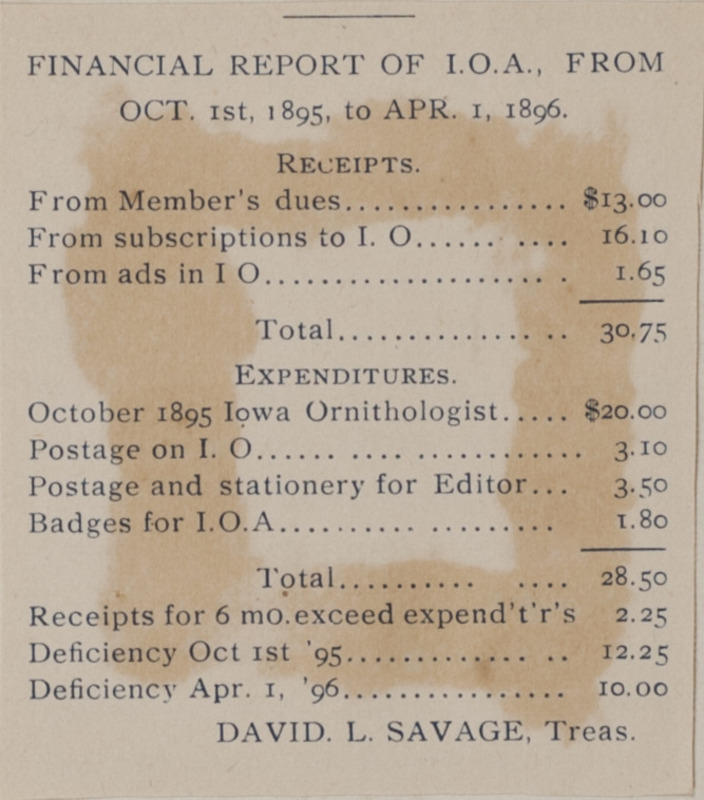 FINANCIAL REPORT OF I.O.A., FROM
OCT. 1st, 1895, to APR. 1, 1896.
RECEIPTS.
From Member's dues................ $13.00
From subscriptions to I. O...... .... 16.10
From ads in I O..................... . 1.65
Total.............. .. 30.75
EXPENDITURES.
October 1895 Iowa Ornithologist..... $20.00
Postage on I. O...... .... ............ 3.10
Postage and stationery for Editor... 3.50
Badges for I.O.A.......... ......... 1.80
Total.......... .... 28.50
Receipts for 6 mo.exceed expend't'r's 2.25
Deficiency Oct 1st '95............. .. 12.25
Deficiency Apr. 1, '96................ 10.00
DAVID. L. SAVAGE, Treas.